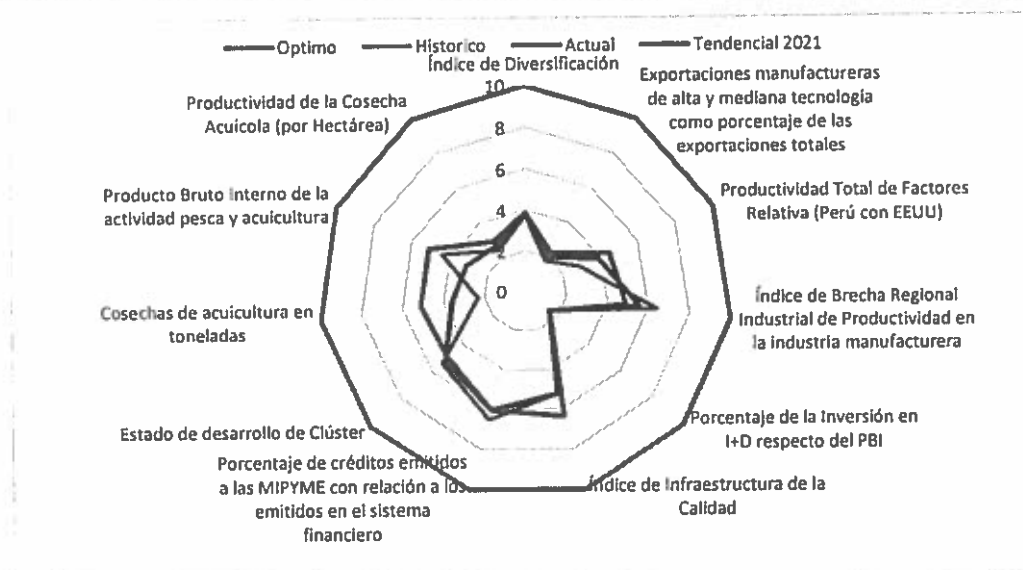 Optimo Historico Actual Tendencial 2021
Índice de Diversificación
Exportaciones manufactureras
de alta y mediana tecnología
como porcentaje de las
exportaciones totales
Productividad Total de Factores
Relativa (Perú con EEUU)
Índice de Brecha Regional
Industrial de Productividad en
la industria manufacturera
Porcentaje de la Inversión en
I+D respecto del PBI
Índice de Infraestructura de la
Calidad
Porcentaje de créditos emitidos
a las MIPYME con relación a los
emitidos en el sistema
financiero
Estado de desarrollo de Clúster
Cosechas de acuicultura en
toneladas
Producto Bruto Interno de la
actividad pesca y acuicultura
Productividad de la Cosecha
Acuicola (por Hectárea)
10
8
6
4
2
0